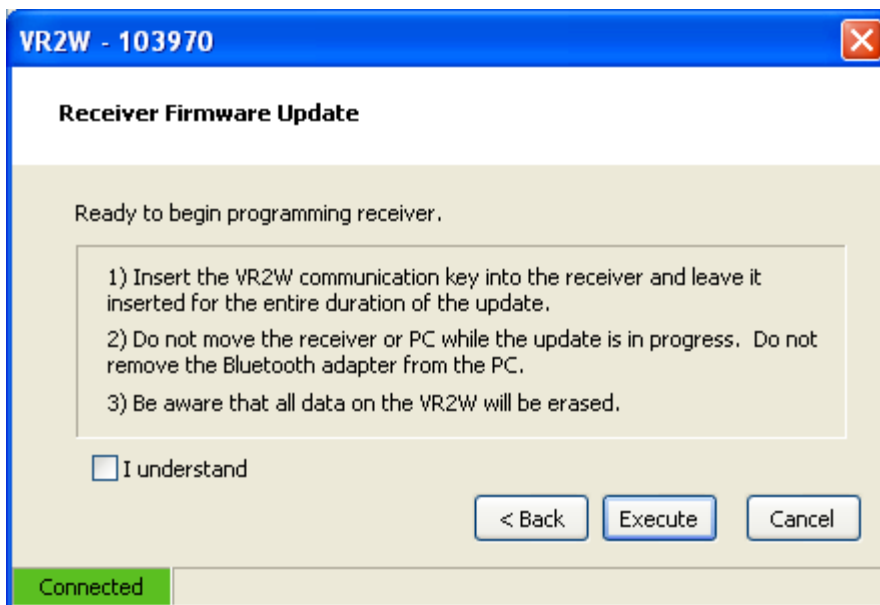 VR2W - 103970
Receiver Firmware Update
Ready to begin programming receiver.
1) Insert the VR2W communication key into the receiver and leave it
inserted for the entire duration of the update.
2) Do not move the receiver or PC while the update is in progress.  Do not
remove the Bluetooth adapter from the PC.
3) Be aware that all data on the VR2W will be erased.
I understand
< Back
Execute
Cancel
Connected